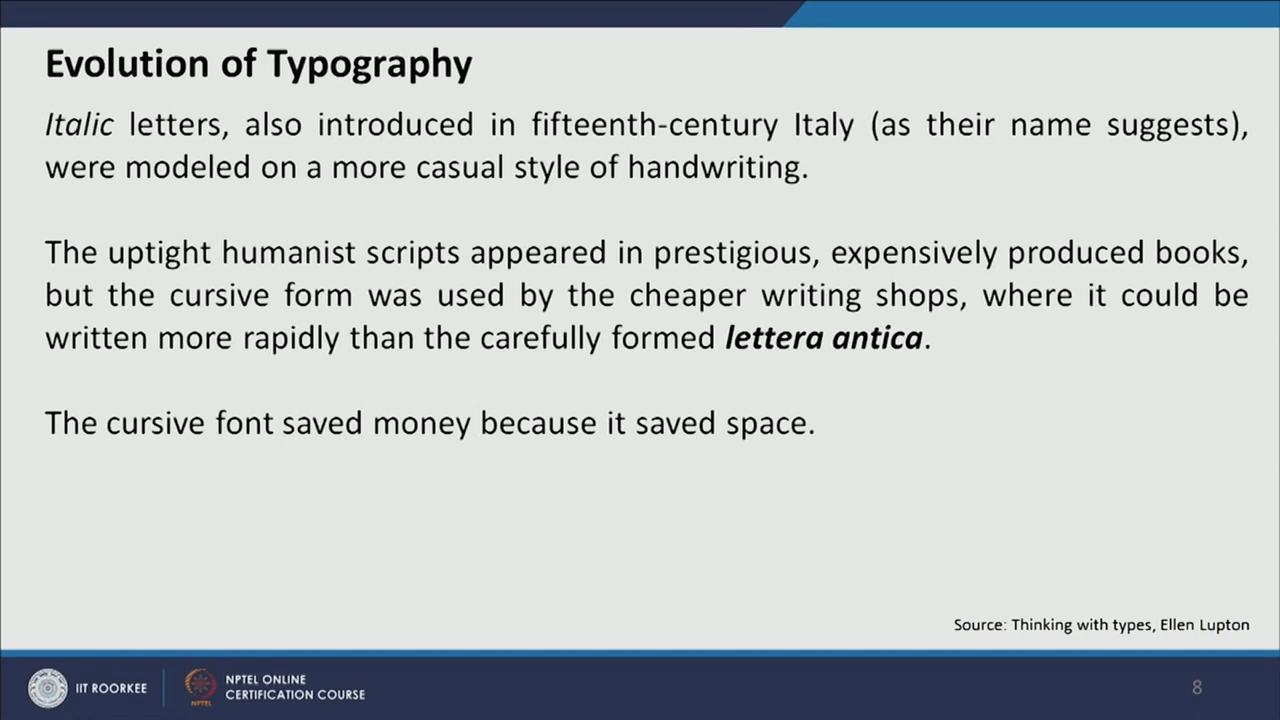 Evolution of Typography
Italic letters, also introduced in fifteenth-century Italy (as their name suggests),
were modeled on a more casual style of handwriting.
The uptight humanist scripts appeared in prestigious, expensively produced books,
but the cursive form was used by the cheaper writing shops, where it could be
written more rapidly than the carefully formed lettera antica.
The cursive font saved money because it saved space.
Source: Thinking with types, Ellen Lupton
IIT ROORKEE
NPTEL
NPTEL ONLINE
CERTIFICATION COURSE
8